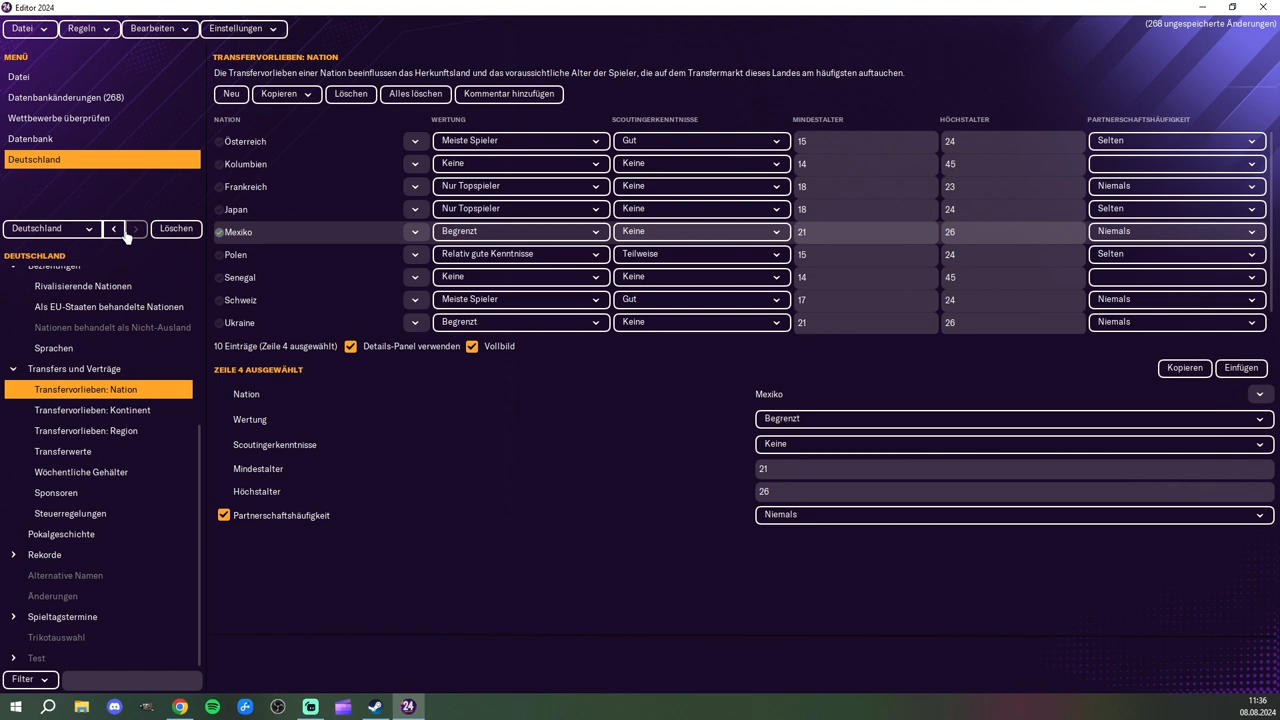 24 Editor 2024
Datei Regeln Bearbeiten Einstellungen (268 ungespeicherte Änderungen)
MENÜ
Datei
Datenbankänderungen (268)
Wettbewerbe überprüfen
Datenbank
Deutschland
Deutschland < > Löschen
DEUTSCHLAND
Beziehungen
Rivalisierende Nationen
Als EU-Staaten behandelte Nationen
Nationen behandelt als Nicht-Ausland
Sprachen
Transfers und Verträge
Transfervorlieben: Nation
Transfervorlieben: Kontinent
Transfervorlieben: Region
Transferwerte
Wöchentliche Gehälter
Sponsoren
Steuerregelungen
Pokalgeschichte
Rekorde
Alternative Namen
Änderungen
Spieltagstermine
Trikotauswahl
Test
Filter
TRANSFERVORLIEBEN: NATION
Die Transfervorlieben einer Nation beeinflussen das Herkunftsland und das voraussichtliche Alter der Spieler, die auf dem Transfermarkt dieses Landes am häufigsten auftauchen.
Neu Kopieren Löschen Alles löschen Kommentar hinzufügen
NATION WERTUNG SCOUTINGERKENNTNISSE MINDESTALTER HÖCHSTALTER PARTNERSCHAFTSHÄUFIGKEIT
Österreich Meiste Spieler Gut 15 24 Selten
Kolumbien Keine Keine 14 45
Frankreich Nur Topspieler Keine 18 23 Niemals
Japan Nur Topspieler Keine 18 24 Selten
Mexiko Begrenzt Keine 21 26 Niemals
Polen Relativ gute Kenntnisse Teilweise 15 24 Selten
Senegal Keine Keine 14 45
Schweiz Meiste Spieler Gut 17 24 Niemals
Ukraine Begrenzt Keine 21 26 Niemals
10 Einträge (Zeile 4 ausgewählt) Details-Panel verwenden Vollbild
ZEILE 4 AUSGEWÄHLT Kopieren Einfügen
Nation Mexiko
Wertung Begrenzt
Scoutingerkenntnisse Keine
Mindestalter 21
Höchstalter 26
Partnerschaftshäufigkeit Niemals
24
11:36
08.08.2024